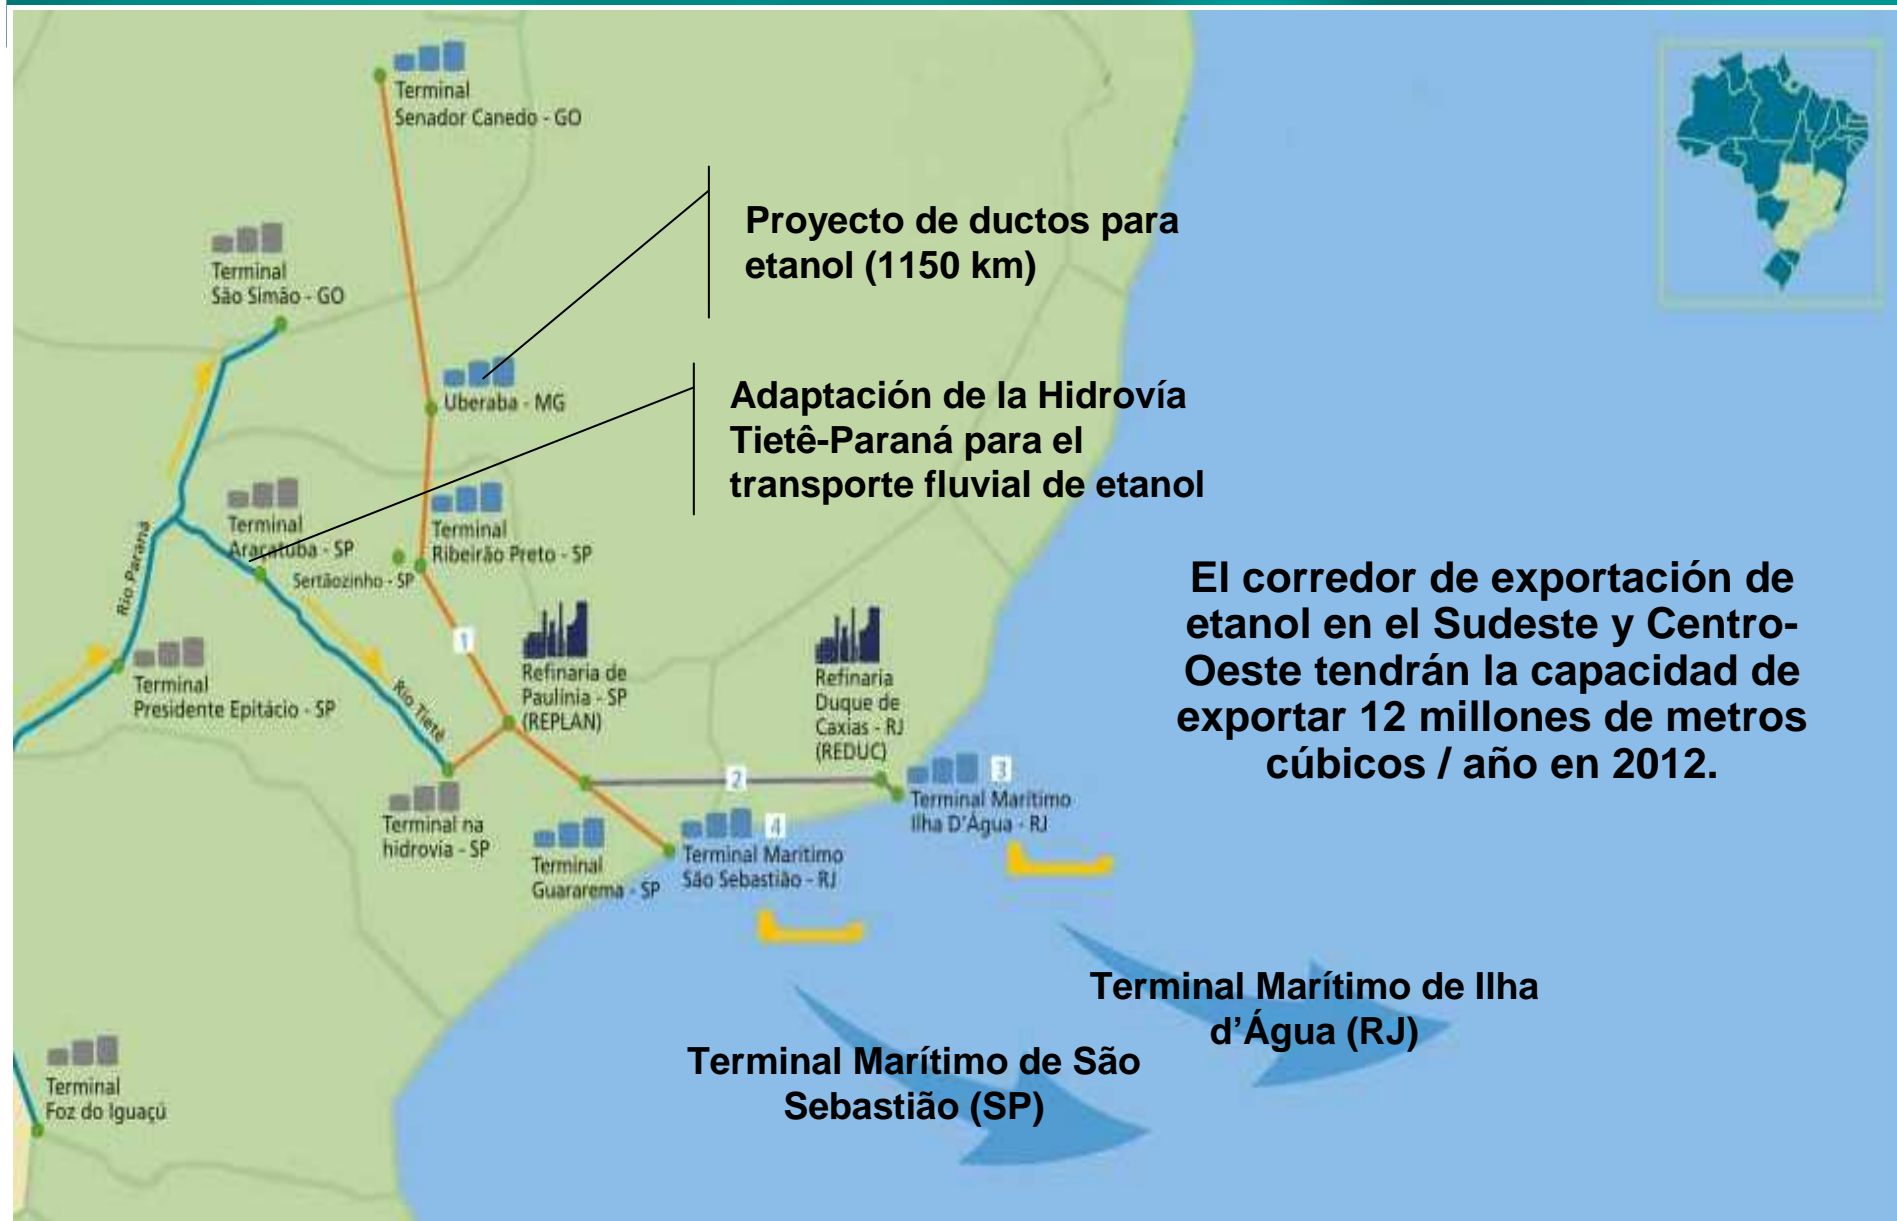 Terminal
Senador Canedo - GO
Proyecto de ductos para
etanol (1150 km)
Terminal
São Simão - GO
Uberaba - MG
Adaptación de la Hidrovía
Tietê-Paraná para el
transporte fluvial de etanol
Terminal
Araçatuba - SP
Terminal
Ribeirão Preto - SP
Sertãozinho - SP
Rio Paraná
El corredor de exportación de
etanol en el Sudeste y Centro-
Oeste tendrán la capacidad de
exportar 12 millones de metros
cúbicos / año en 2012.
1
Refinaria de
Paulínia - SP
(REPLAN)
Refinaria
Duque de
Caxias - RJ
(REDUC)
Terminal
Presidente Epitácio - SP
Rio Tietê
2
3
Terminal Marítimo
Ilha D'Água - RJ
Terminal na
hidrovia - SP
Terminal
Guararema - SP
4
Terminal Marítimo
São Sebastião - RJ
Terminal Marítimo de Ilha
d’Água (RJ)
Terminal Marítimo de São
Sebastião (SP)
Terminal
Foz do Iguaçú